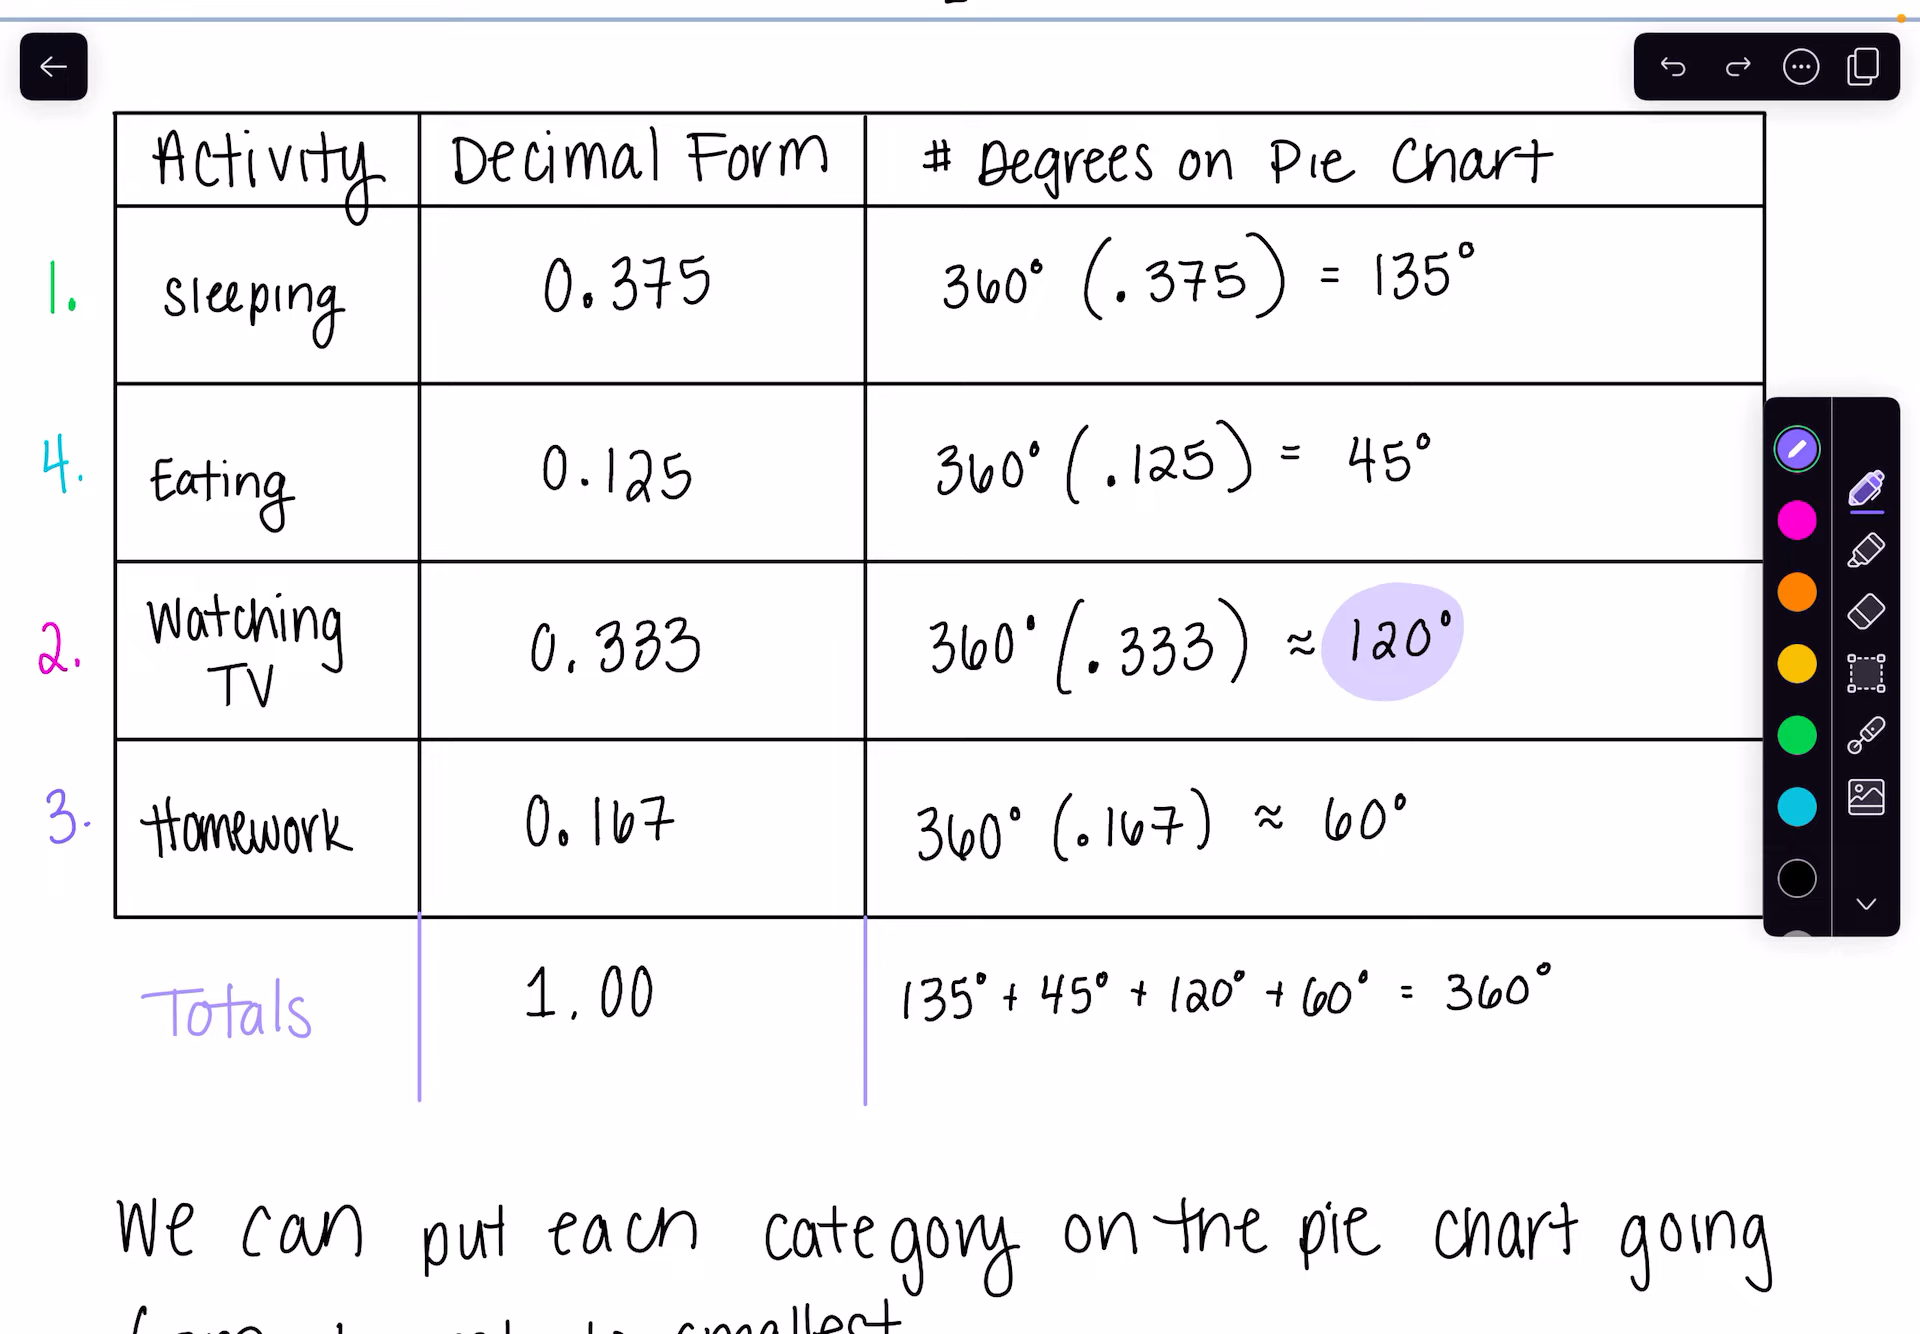 Activity Decimal Form # Degrees on Pie Chart
1. Sleeping 0.375 360° (.375) = 135°
4. Eating 0.125 360° (.125) = 45°
2. Watching TV 0.333 360° (.333) ≈ 120°
3. Homework 0.167 360° (.167) ≈ 60°
Totals 1.00 135° + 45° + 120° + 60° = 360°
We can put each category on the pie chart going
to smallest